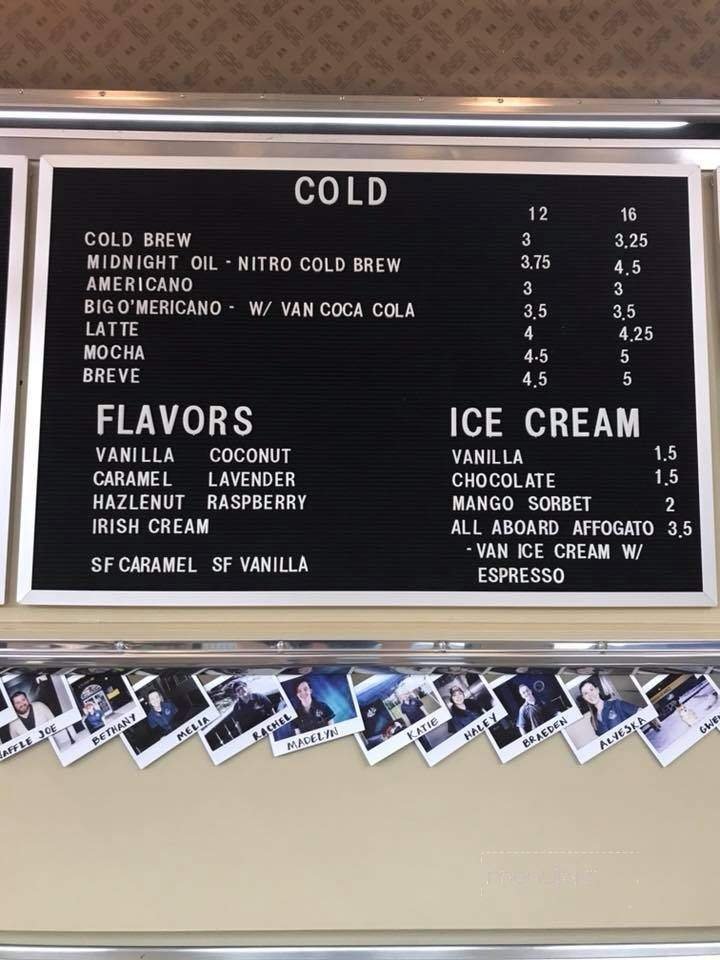 COLD
12 16
COLD BREW 3 3.25
MIDNIGHT OIL - NITRO COLD BREW 3.75 4.5
AMERICANO 3 3
BIG O'MERICANO - W/ VAN COCA COLA 3.5 3.5
LATTE 4 4.25
MOCHA 4.5 5
BREVE 4.5 5
FLAVORS
VANILLA COCONUT
CARAMEL LAVENDER
HAZLENUT RASPBERRY
IRISH CREAM
SF CARAMEL SF VANILLA
ICE CREAM
VANILLA 1.5
CHOCOLATE 1.5
MANGO SORBET 2
ALL ABOARD AFFOGATO 3.5
- VAN ICE CREAM W/
ESPRESSO
AFFLE JOE
BETHANY
MELIA
RACHEL
MADELYN
KATIE
HALEY
BRAEDEN
ALYESKA